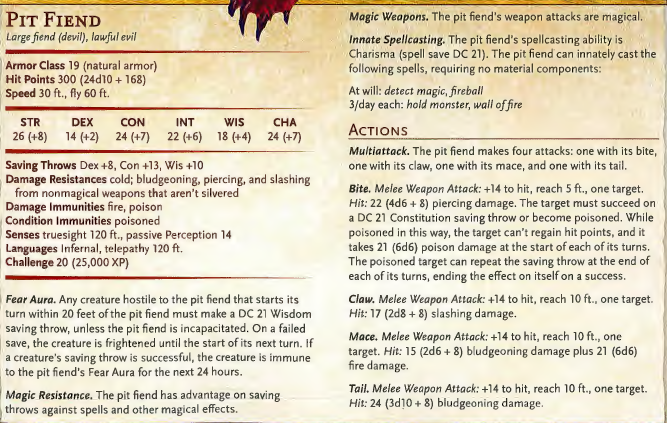 PIT FIEND
Large fiend (devil), lawful evil
Armor Class 19 (natural armor)
Hit Points 300 (24d10 + 168)
Speed 30 ft., fly 60 ft.
STR DEX CON INT WIS CHA
26 (+8) 14 (+2) 24 (+7) 22 (+6) 18 (+4) 24 (+7)
Saving Throws Dex +8, Con +13, Wis +10
Damage Resistances cold; bludgeoning, piercing, and slashing
from nonmagical weapons that aren't silvered
Damage Immunities fire, poison
Condition Immunities poisoned
Senses truesight 120 ft., passive Perception 14
Languages Infernal, telepathy 120 ft.
Challenge 20 (25,000 XP)
Fear Aura. Any creature hostile to the pit fiend that starts its
turn within 20 feet of the pit fiend must make a DC 21 Wisdom
saving throw, unless the pit fiend is incapacitated. On a failed
save, the creature is frightened until the start of its next turn. If
a creature's saving throw is successful, the creature is immune
to the pit fiend's Fear Aura for the next 24 hours.
Magic Resistance. The pit fiend has advantage on saving
throws against spells and other magical effects.
Magic Weapons. The pit fiend's weapon attacks are magical.
Innate Spellcasting. The pit fiend's spellcasting ability is
Charisma (spell save DC 21). The pit fiend can innately cast the
following spells, requiring no material components:
At will: detect magic, fireball
3/day each: hold monster, wall of fire
ACTIONS
Multiattack. The pit fiend makes four attacks: one with its bite,
one with its claw, one with its mace, and one with its tail.
Bite. Melee Weapon Attack: +14 to hit, reach 5 ft., one target.
Hit: 22 (4d6 + 8) piercing damage. The target must succeed on
a DC 21 Constitution saving throw or become poisoned. While
poisoned in this way, the target can't regain hit points, and it
takes 21 (6d6) poison damage at the start of each of its turns.
The poisoned target can repeat the saving throw at the end of
each of its turns, ending the effect on itself on a success.
Claw. Melee Weapon Attack: +14 to hit, reach 10 ft., one target.
Hit: 17 (2d8 + 8) slashing damage.
Mace. Melee Weapon Attack: +14 to hit, reach 10 ft., one
target. Hit: 15 (2d6 + 8) bludgeoning damage plus 21 (6d6)
fire damage.
Tail. Melee Weapon Attack: +14 to hit, reach 10 ft., one target.
Hit: 24 (3d10 + 8) bludgeoning damage.